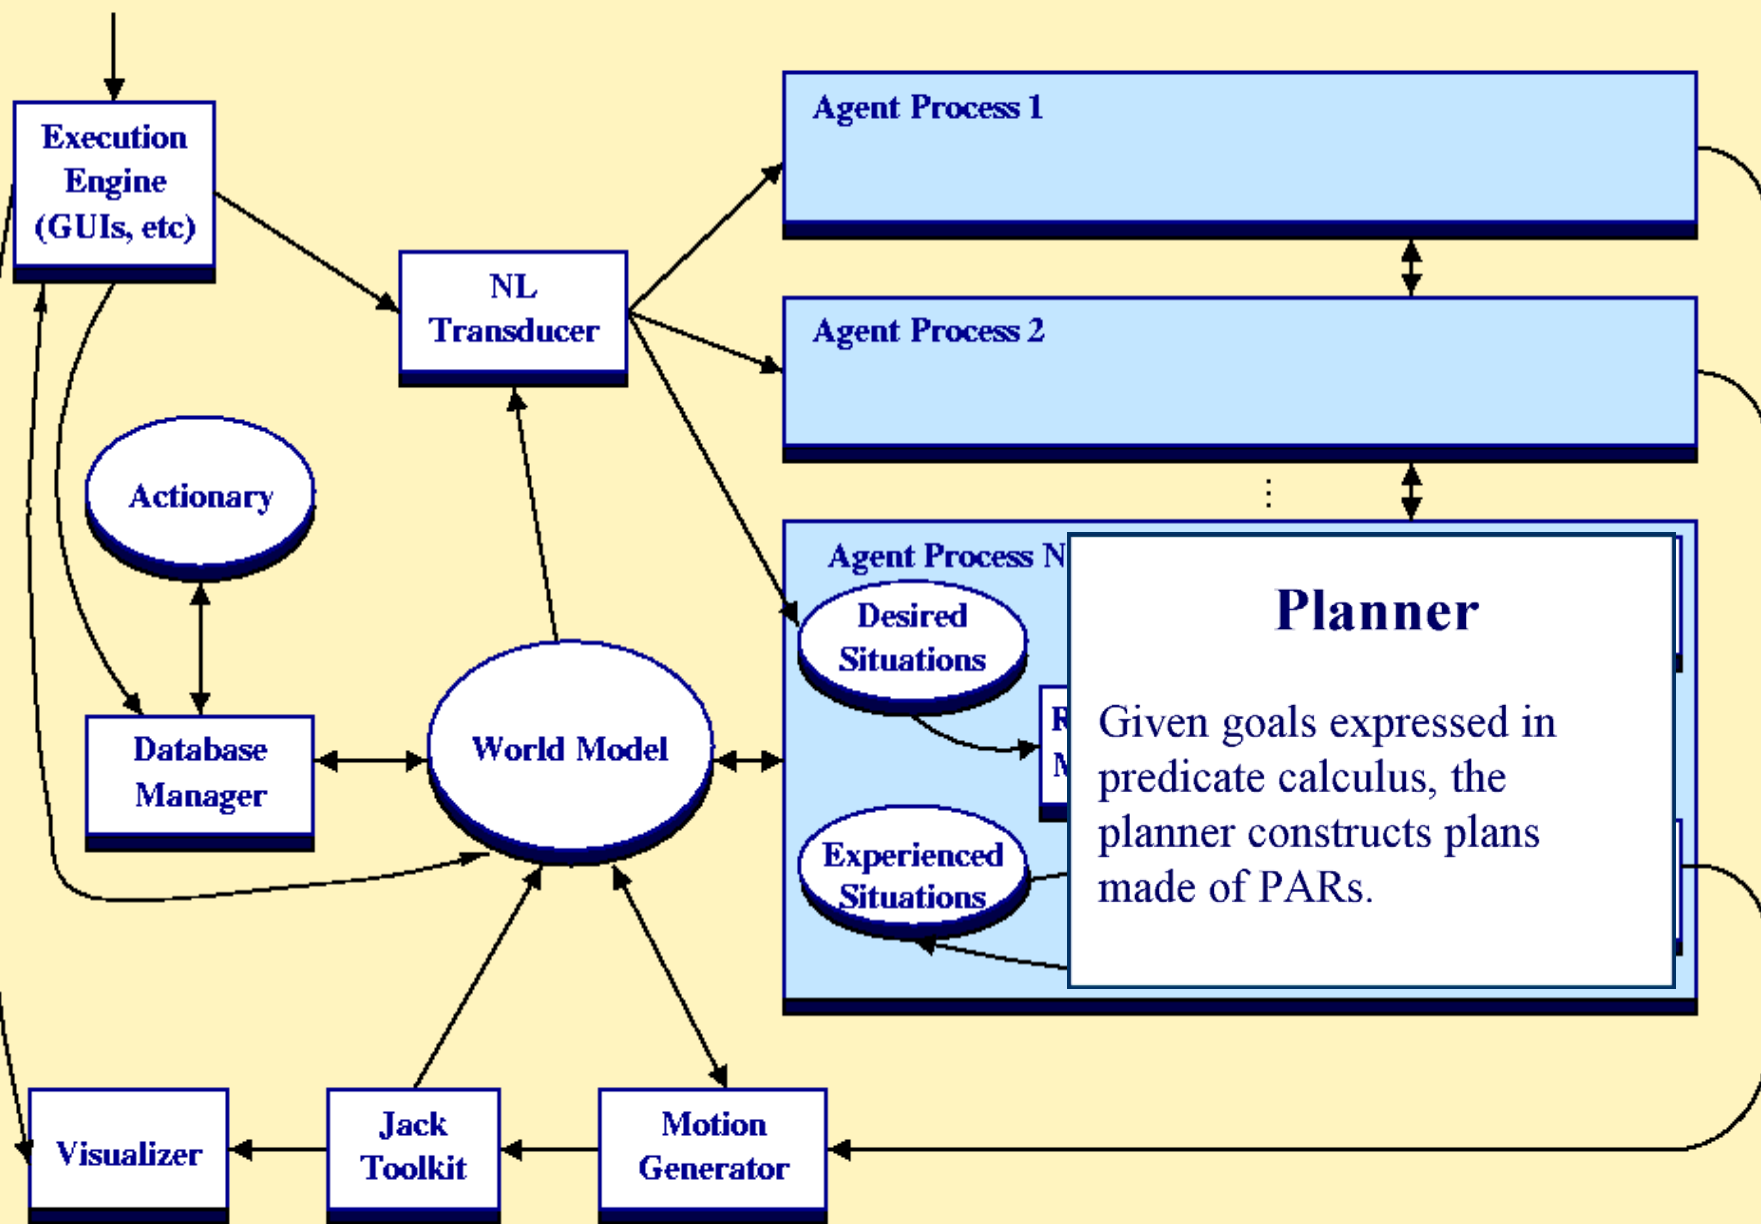 Execution
Engine
(GUIs, etc)
NL
Transducer
Agent Process 1
Agent Process 2
Actionary
Agent Process N
Desired
Situations
Planner
Given goals expressed in
predicate calculus, the
planner constructs plans
made of PARs.
Database
Manager
World Model
Experienced
Situations
Visualizer
Jack
Toolkit
Motion
Generator